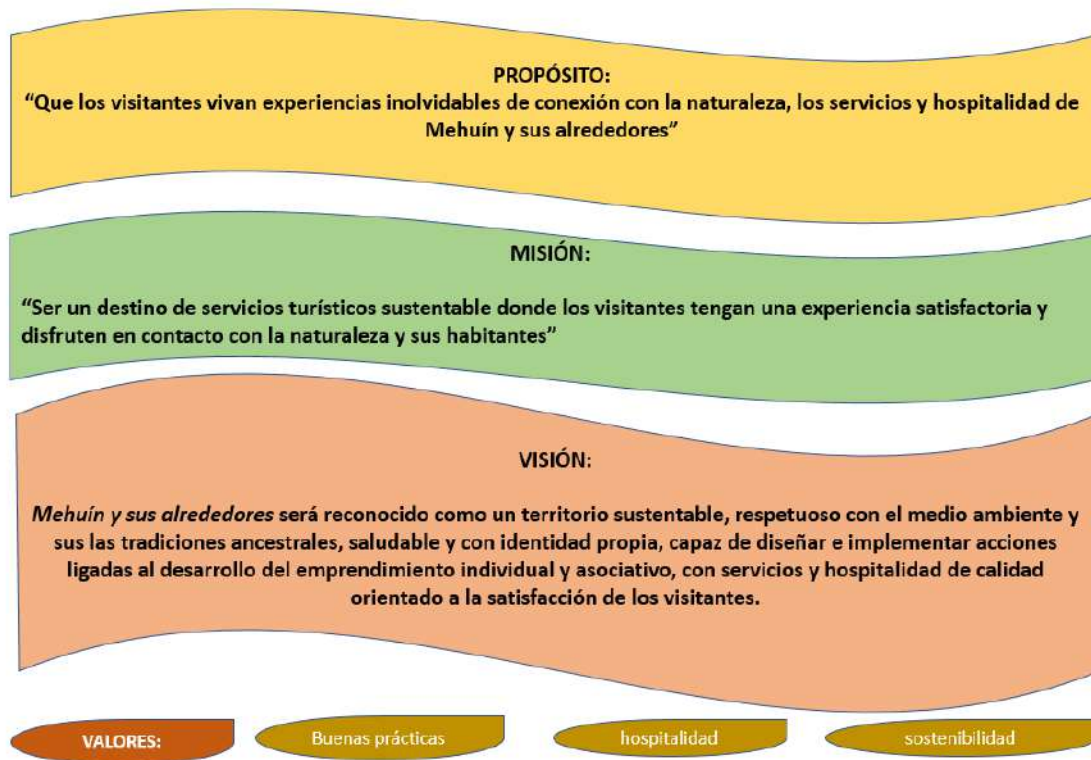 PROPÓSITO:
“Que los visitantes vivan experiencias inolvidables de conexión con la naturaleza, los servicios y hospitalidad de
Mehuín y sus alrededores”
MISIÓN:
“Ser un destino de servicios turísticos sustentable donde los visitantes tengan una experiencia satisfactoria y
disfruten en contacto con la naturaleza y sus habitantes”
VISIÓN:
Mehuín y sus alrededores será reconocido como un territorio sustentable, respetuoso con el medio ambiente y
sus las tradiciones ancestrales, saludable y con identidad propia, capaz de diseñar e implementar acciones
ligadas al desarrollo del emprendimiento individual y asociativo, con servicios y hospitalidad de calidad
orientado a la satisfacción de los visitantes.
VALORES: Buenas prácticas hospitalidad sostenibilidad